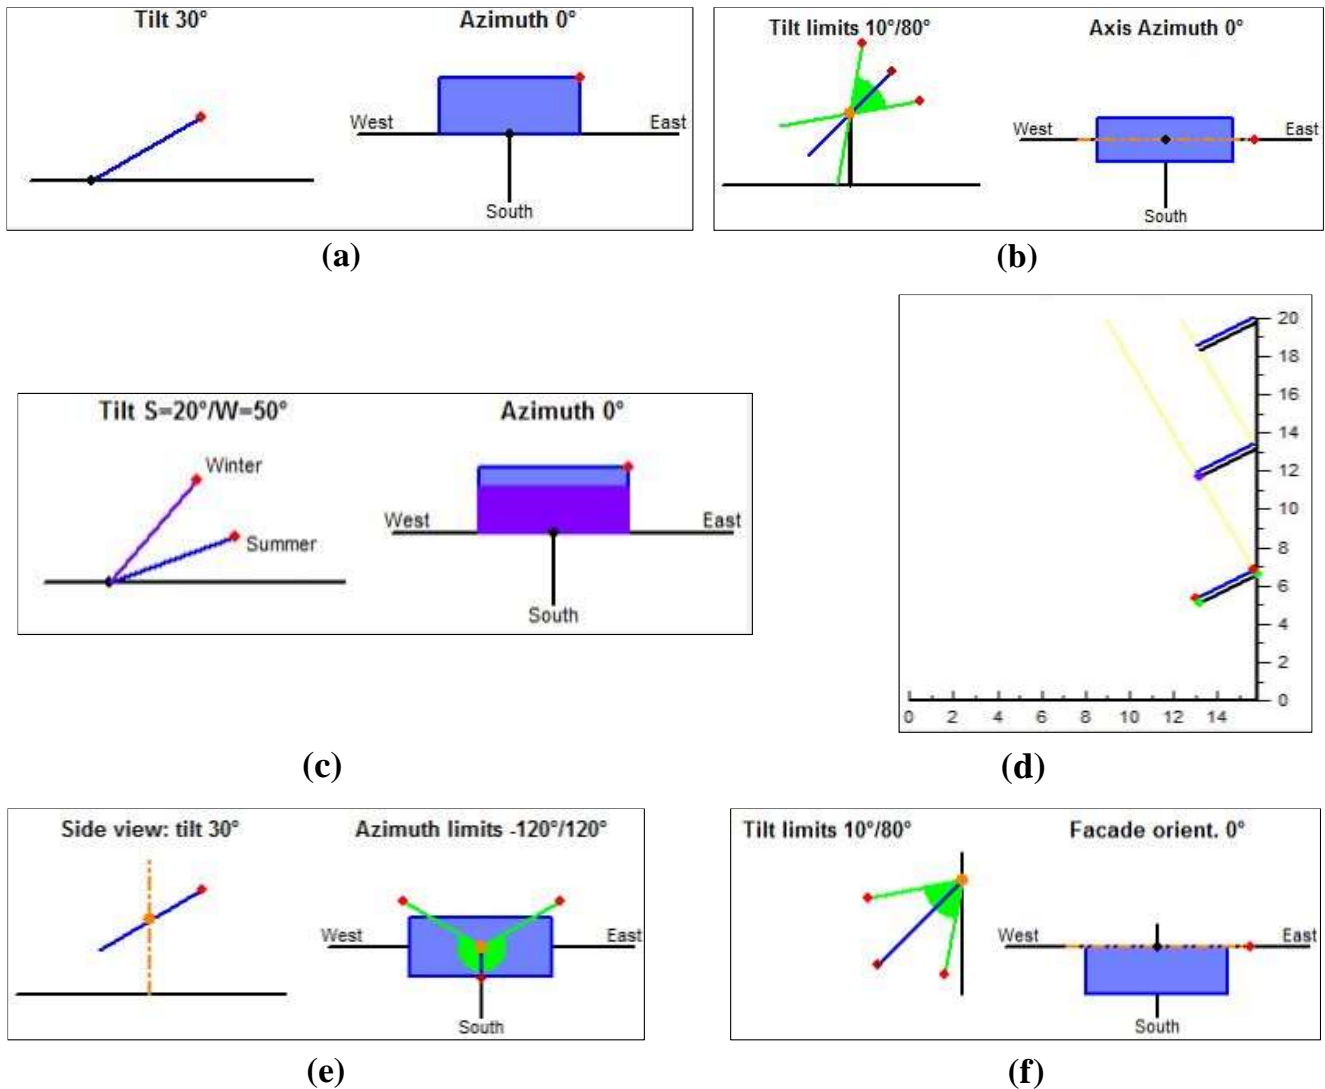 Tilt 30°
Azimuth 0°
West
East
South
(a)
Tilt limits 10°/80°
Axis Azimuth 0°
West
East
South
(b)
Tilt S=20°/W=50°
Azimuth 0°
Winter
Summer
West
East
South
(c)
20
18
16
14
12
10
8
6
4
2
0
0 2 4 6 8 10 12 14
(d)
Side view: tilt 30°
Azimuth limits -120°/120°
West
East
South
(e)
Tilt limits 10°/80°
Facade orient. 0°
West
East
South
(f)